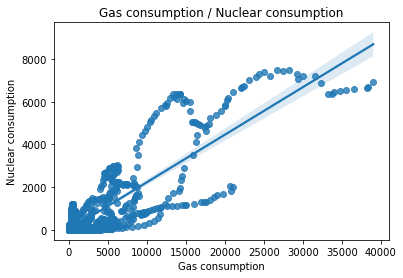 Gas consumption / Nuclear consumption
8000
6000
4000
2000
0
Nuclear consumption
0 5000 10000 15000 20000 25000 30000 35000 40000
Gas consumption